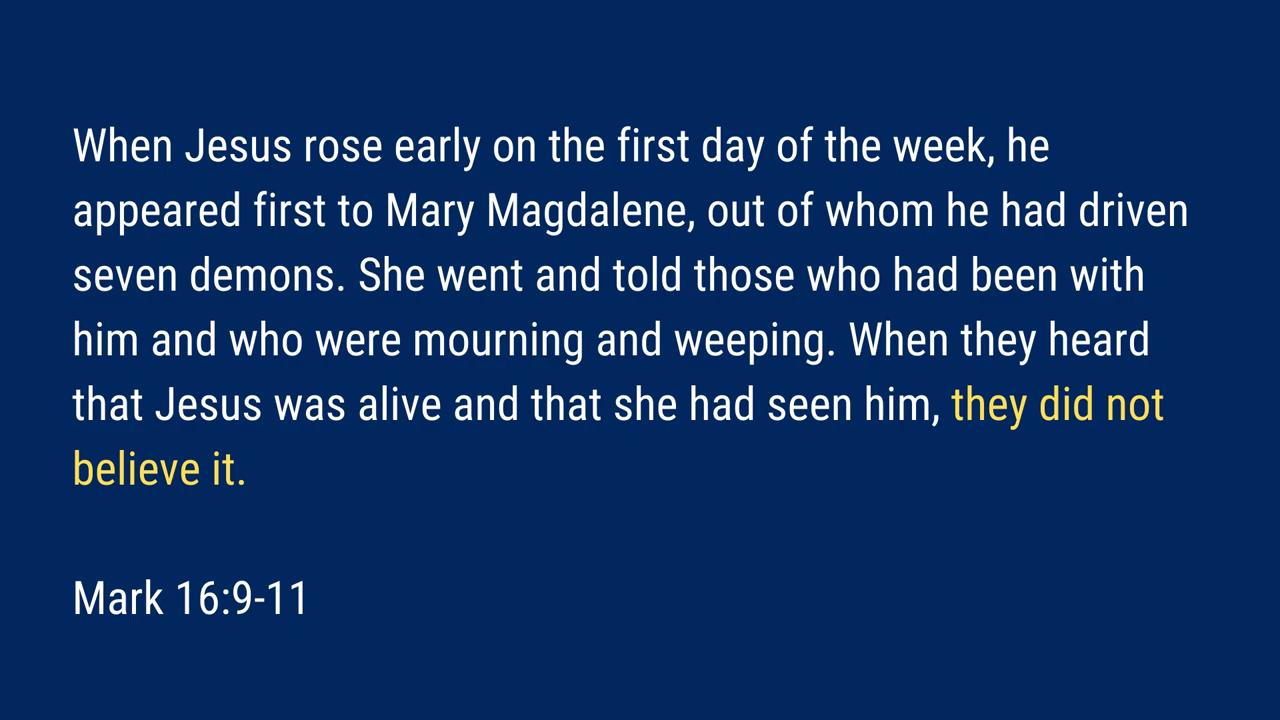 When Jesus rose early on the first day of the week, he
appeared first to Mary Magdalene, out of whom he had driven
seven demons. She went and told those who had been with
him and who were mourning and weeping. When they heard
that Jesus was alive and that she had seen him, they did not
believe it.
Mark 16:9-11